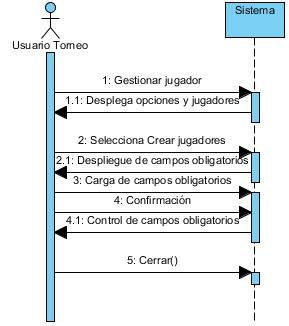 Sistema
Usuario Torneo
1: Gestionar jugador
1.1: Desplega opciones y jugadores
2: Selecciona Crear jugadores
2.1: Despliegue de campos obligatorios
3: Carga de campos obligatorios
4: Confirmación
4.1: Control de campos obligatorios
5: Cerrar()